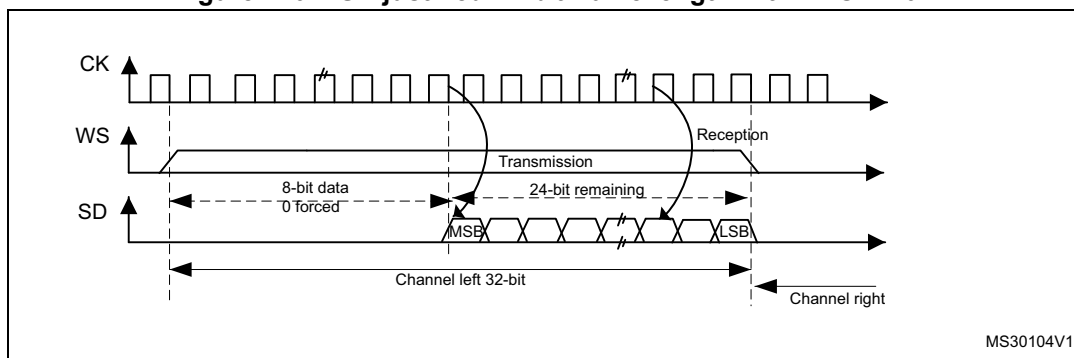 CK
WS
Reception
Transmission
8-bit data
24-bit remaining
0 forced
SD
MSB
LSB
Channel left 32-bit
Channel right
MS30104V1